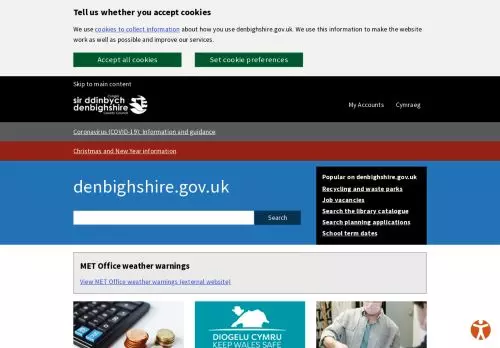 Tell us whether you accept cookies
We use cookies to collect information about how you use denbighshire.gov.uk. We use this information to make the website
work as well as possible and improve our services.
Accept all cookies
Set cookie preferences
Skip to main content
sir ddinbych
denbighshire
My Accounts
Cymraeg
Coronavirus (COVID-19): Information and guidance
Christmas and New Year information
denbighshire.gov.uk
Search
Popular on denbighshire.gov.uk
Recycling and waste parks
Job vacancies
Search the library catalogue
Search planning applications
School term dates
MET Office weather warnings
View MET Office weather warnings (external website)
DIOGELU CYMRU
KEEP WALES SAFE